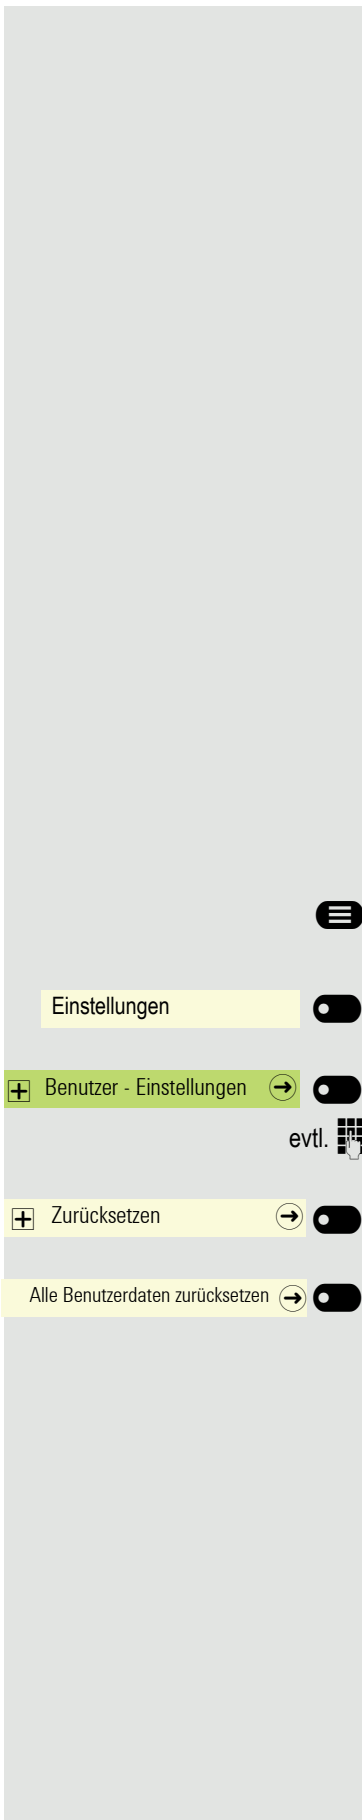 Einstellungen
Benutzer - Einstellungen
evtl.
Zurücksetzen
Alle Benutzerdaten zurücksetzen